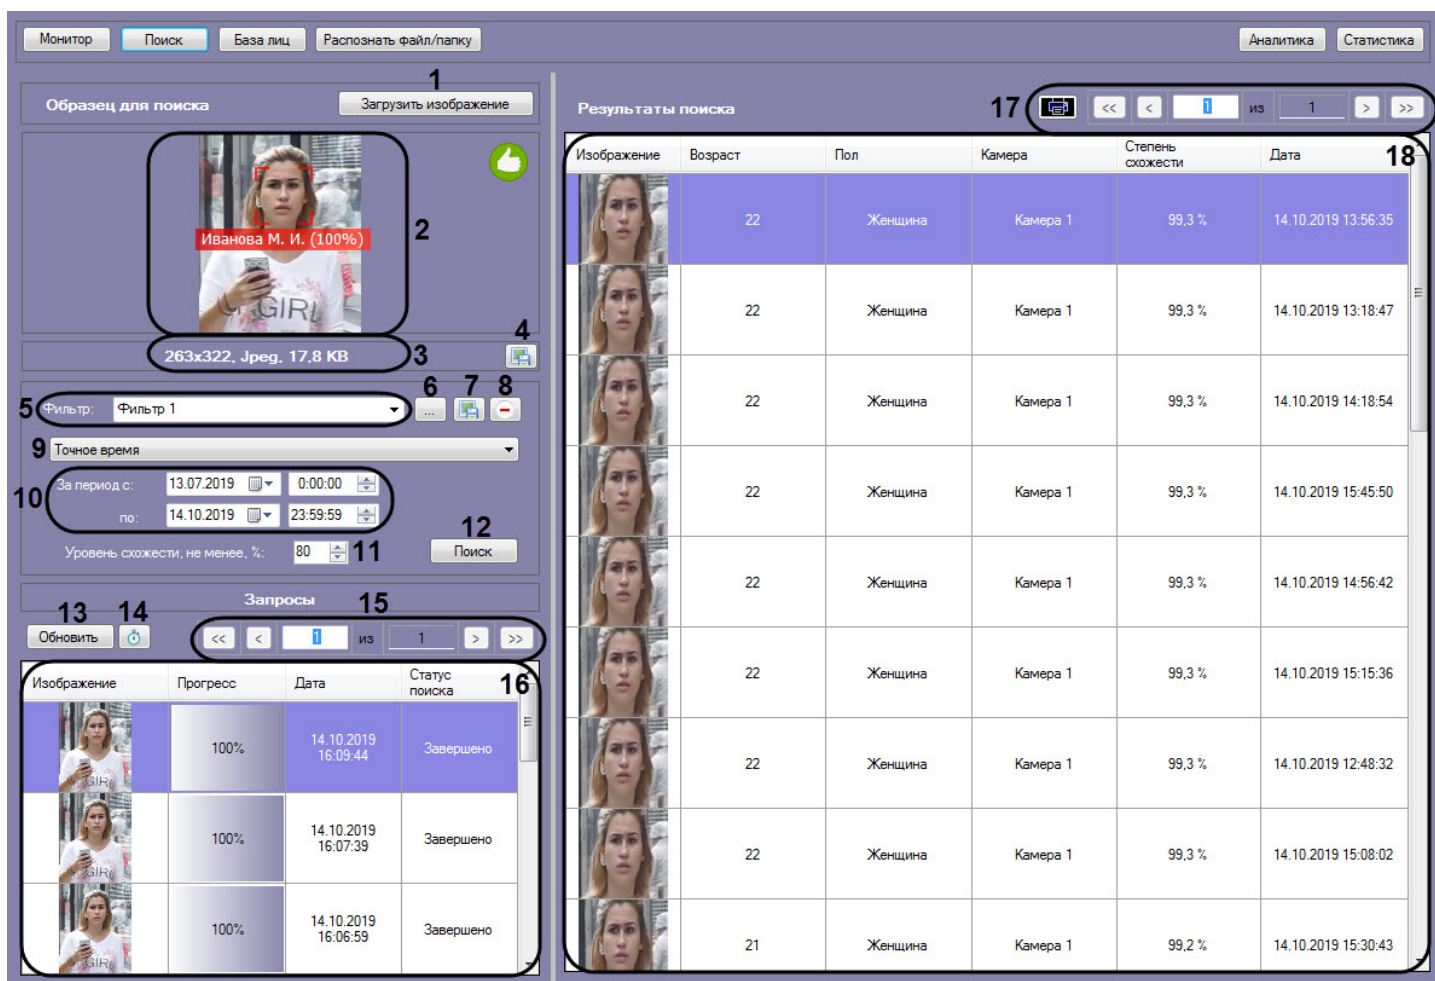 Монитор Поиск База лиц Распознать файл/папку Аналитика Статистика
1
Образец для поиска Загрузить изображение
Иванова М. И. (100%)
GIRL
2
263x322, Jpeg, 17,8 KB 3 4
5 Фильтр: Фильтр 1 6 ... 7 8
9 Точное время
10
За период с: 13.07.2019 0:00:00
по: 14.10.2019 23:59:59
Уровень схожести, не менее, %: 80 11 12 Поиск
Запросы
13 14 15
Обновить << < 1 из 1 > >>
Изображение Прогресс Дата Статус поиска 16
100% 14.10.2019 16:09:44 Завершено
100% 14.10.2019 16:07:39 Завершено
100% 14.10.2019 16:06:59 Завершено
Результаты поиска 17 << < 1 из 1 > >>
Изображение Возраст Пол Камера Степень схожести Дата 18
22 Женщина Камера 1 99,3 % 14.10.2019 13:56:35
22 Женщина Камера 1 99,3 % 14.10.2019 13:18:47
22 Женщина Камера 1 99,3 % 14.10.2019 14:18:54
22 Женщина Камера 1 99,3 % 14.10.2019 15:45:50
22 Женщина Камера 1 99,3 % 14.10.2019 14:56:42
22 Женщина Камера 1 99,3 % 14.10.2019 15:15:36
22 Женщина Камера 1 99,3 % 14.10.2019 12:48:32
22 Женщина Камера 1 99,3 % 14.10.2019 15:08:02
21 Женщина Камера 1 99,2 % 14.10.2019 15:30:43